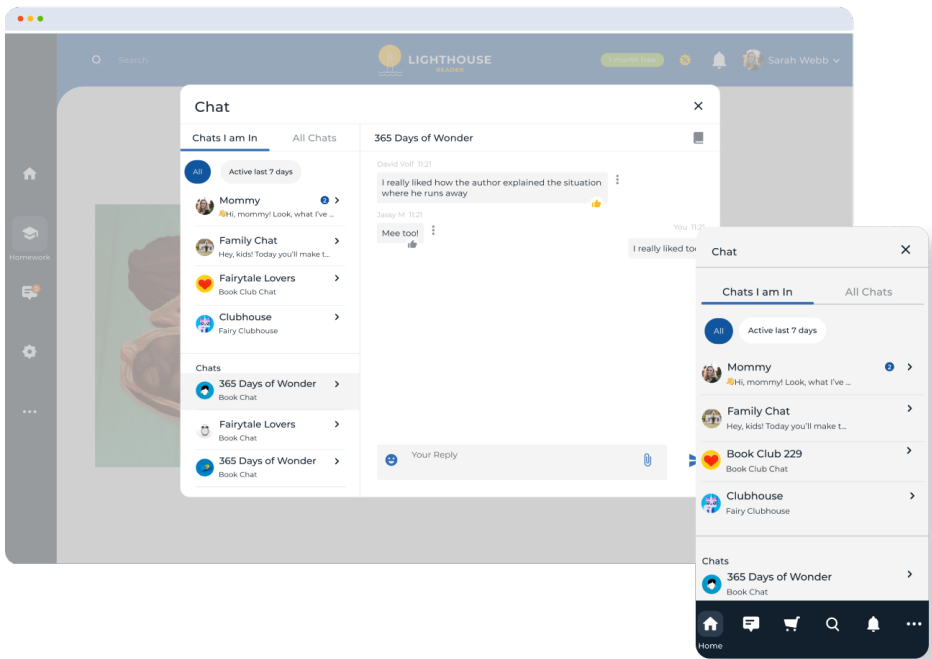 Search
LIGHTHOUSE
READER
Sarah Webb
Homework
Chat
Chats I am In
All Chats
All
Active last 7 days
Mommy
2
👋Hi, mommy! Look, what I've ...
Family Chat
Hey, kids! Today you'll make t...
Fairytale Lovers
Book Club Chat
Clubhouse
Fairy Clubhouse
Chats
365 Days of Wonder
Book Chat
Fairytale Lovers
Book Chat
365 Days of Wonder
Book Chat
365 Days of Wonder
David Volf 11:21
I really liked how the author explained the situation
where he runs away
Jassy M 11:21
Mee too!
You 11:21
I really liked too
Your Reply
Chat
Chats I am In
All Chats
All
Active last 7 days
Mommy
2
👋Hi, mommy! Look, what I've ...
Family Chat
Hey, kids! Today you'll make t...
Book Club 229
Book Club Chat
Clubhouse
Fairy Clubhouse
Chats
365 Days of Wonder
Book Chat
Home